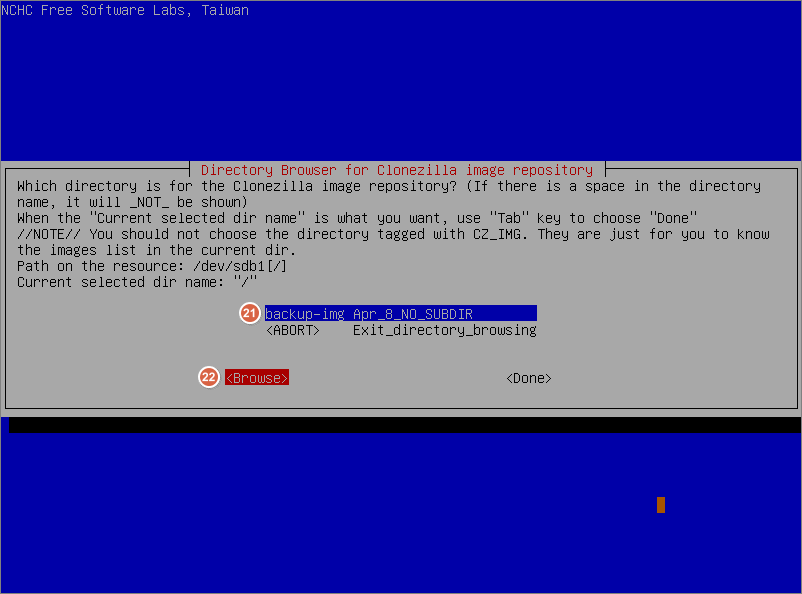 NCHC Free Software Labs, Taiwan
Directory Browser for Clonezilla image repository
Which directory is for the Clonezilla image repository? (If there is a space in the directory
name, it will _NOT_ be shown)
When the "Current selected dir name" is what you want, use "Tab" key to choose "Done"
//NOTE// You should not choose the directory tagged with CZ_IMG. They are just for you to know
the images list in the current dir.
Path on the resource: /dev/sdb1[/]
Current selected dir name: "/"
21 backup-img Apr_8_NO_SUBDIR
<ABORT> Exit_directory_browsing
22 <Browse> <Done>